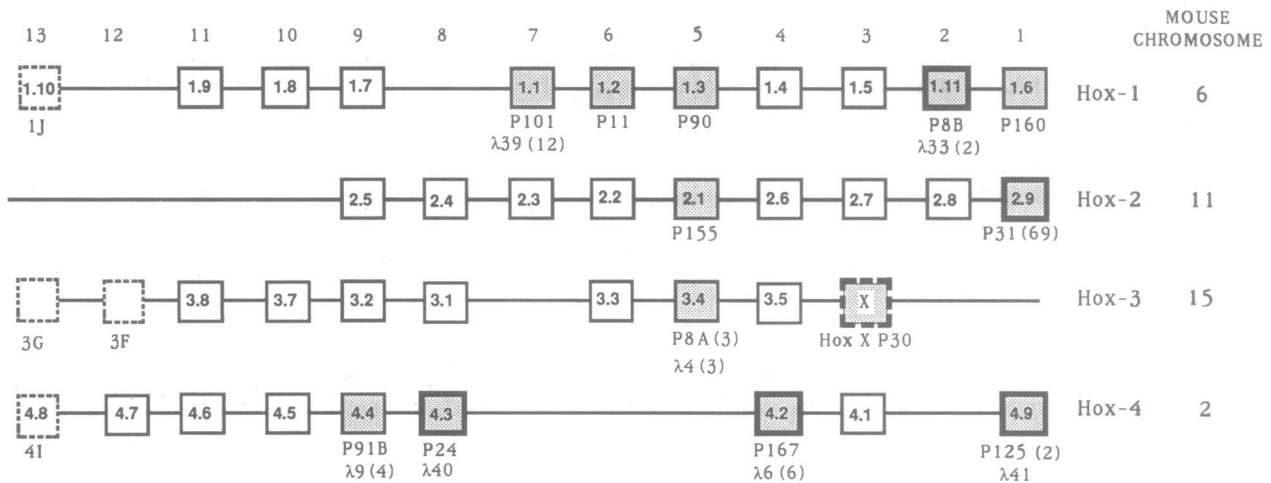 MOUSE
13 12 11 10 9 8 7 6 5 4 3 2 1 CHROMOSOME
1.10 1.9 1.8 1.7 1.1 1.2 1.3 1.4 1.5 1.11 1.6 Hox-1 6
1J P101 P11 P90 P8B P160
λ39 (12) λ33 (2)
2.5 2.4 2.3 2.2 2.1 2.6 2.7 2.8 2.9 Hox-2 11
P155 P31 (69)
3.8 3.7 3.2 3.1 3.3 3.4 3.5 X Hox-3 15
3G 3F P8A (3) Hox X P30
λ4 (3)
4.8 4.7 4.6 4.5 4.4 4.3 4.2 4.1 4.9 Hox-4 2
4I P91B P24 P167 P125 (2)
λ9 (4) λ40 λ6 (6) λ41